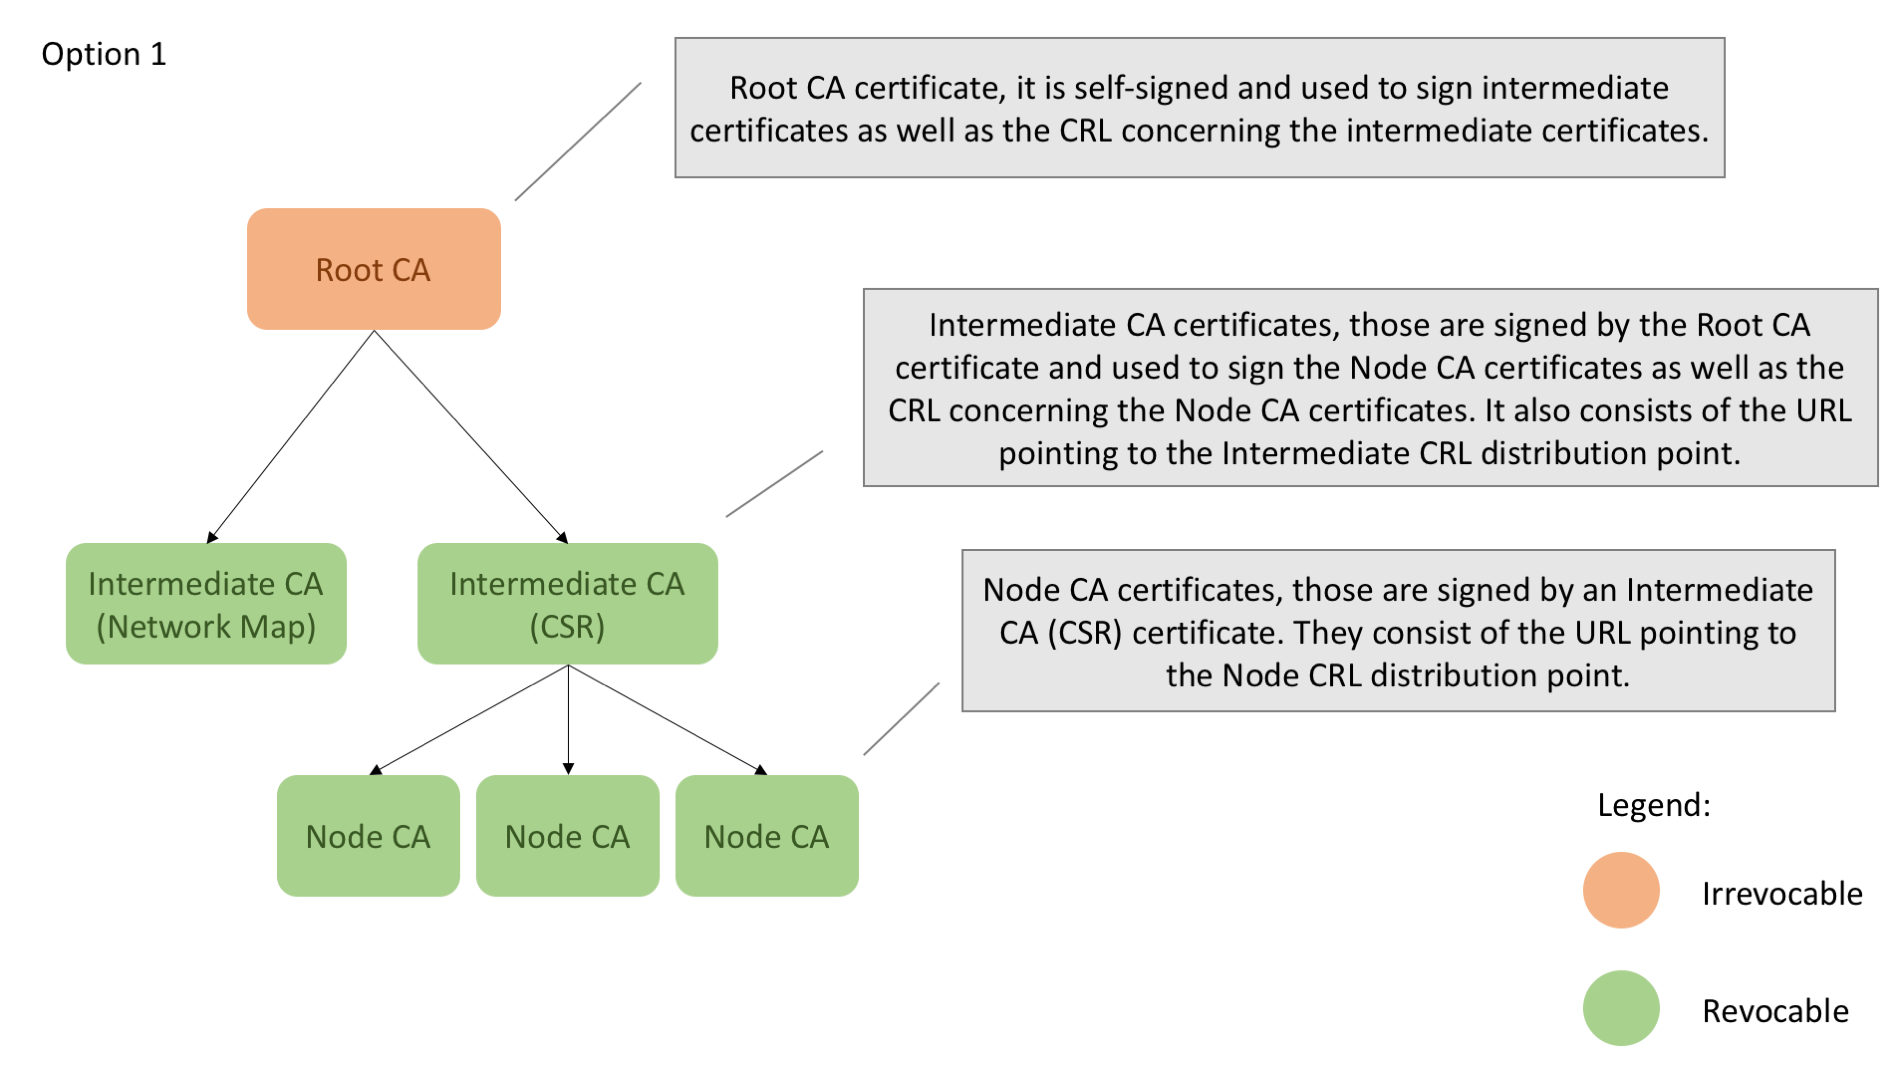 Option 1
Root CA certificate, it is self-signed and used to sign intermediate
certificates as well as the CRL concerning the intermediate certificates.
Root CA
Intermediate CA certificates, those are signed by the Root CA
certificate and used to sign the Node CA certificates as well as the
CRL concerning the Node CA certificates. It also consists of the URL
pointing to the Intermediate CRL distribution point.
Intermediate CA
(Network Map)
Intermediate CA
(CSR)
Node CA certificates, those are signed by an Intermediate
CA (CSR) certificate. They consist of the URL pointing to
the Node CRL distribution point.
Node CA
Node CA
Node CA
Legend:
Irrevocable
Revocable